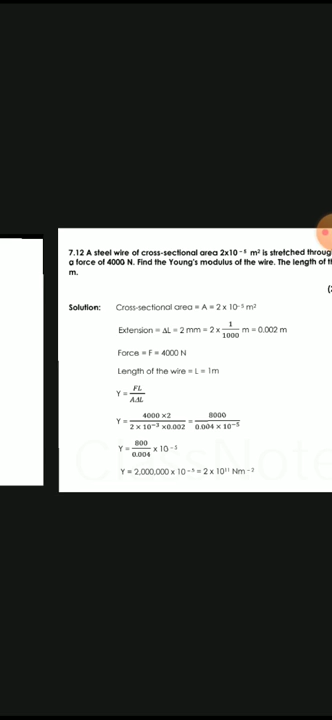 7.12 A steel wire of cross-sectional area 2x10⁻⁵ m² is stretched throug
a force of 4000 N. Find the Young's modulus of the wire. The length of
m.
Solution: Cross-sectional area = A = 2 x 10⁻⁵ m²
Extension = ΔL = 2 mm = 2 x 1/1000 m = 0.002 m
Force = F = 4000 N
Length of the wire = L = 1m
Y = FL/AΔL
Y = 4000 ×2/2 × 10⁻⁵ ×0.002 = 8000/0.004 × 10⁻⁵
Y = 800/0.004 x 10⁻⁵
Y = 2,000,000 x 10⁻⁵ = 2 x 10¹¹ Nm⁻²